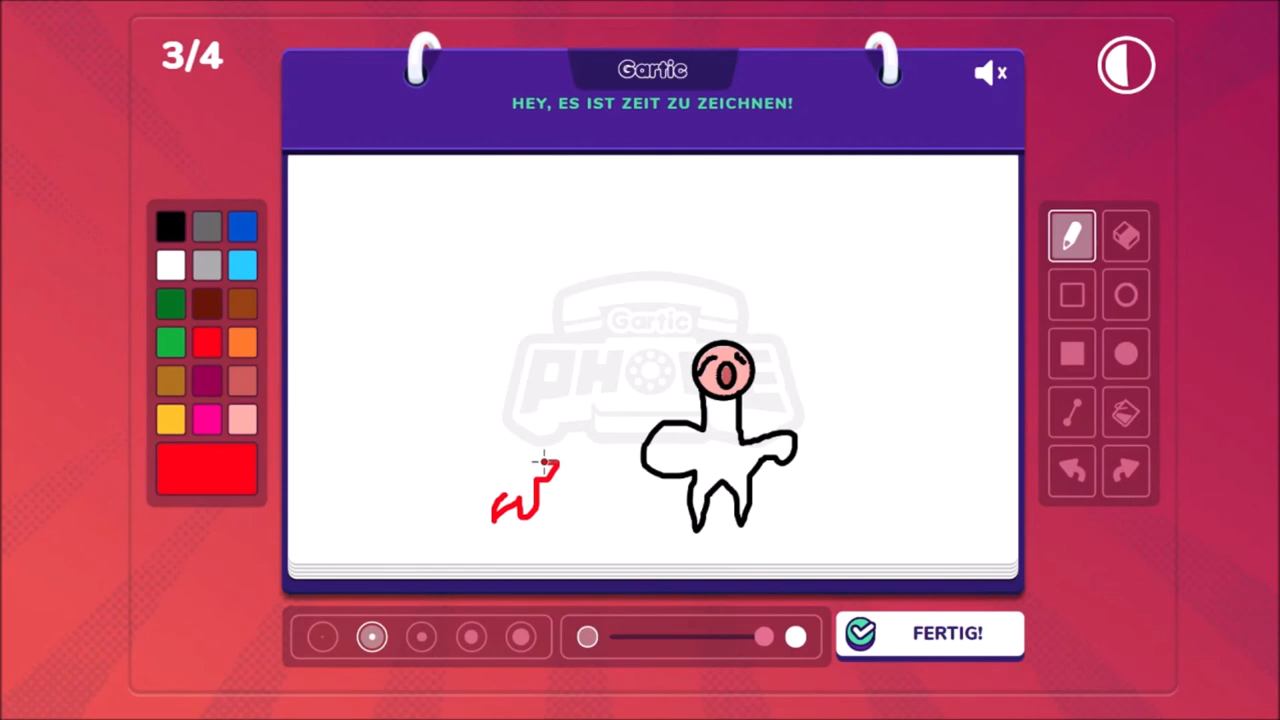 3/4
Gartic
HEY, ES IST ZEIT ZU ZEICHNEN!
Gartic
PHONE
FERTIG!